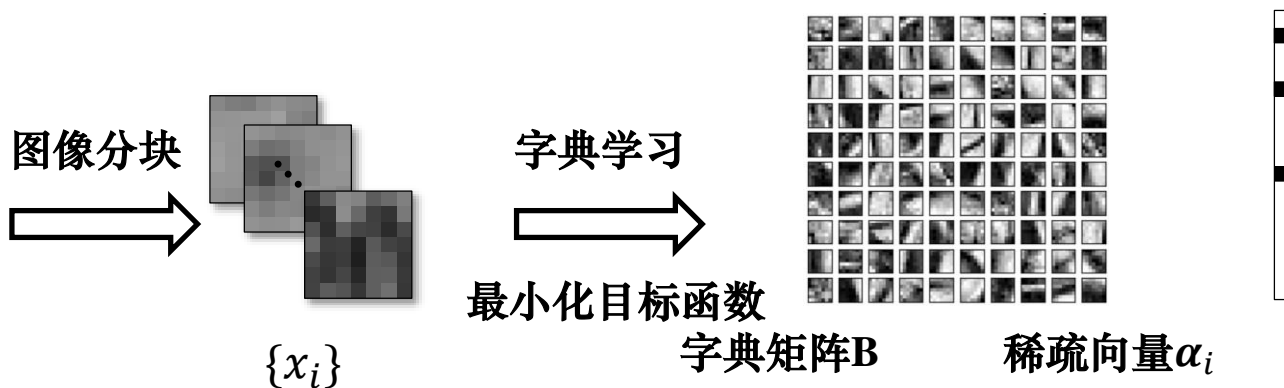 图像分块
字典学习
最小化目标函数
{x_i}
字典矩阵B
稀疏向量α_i